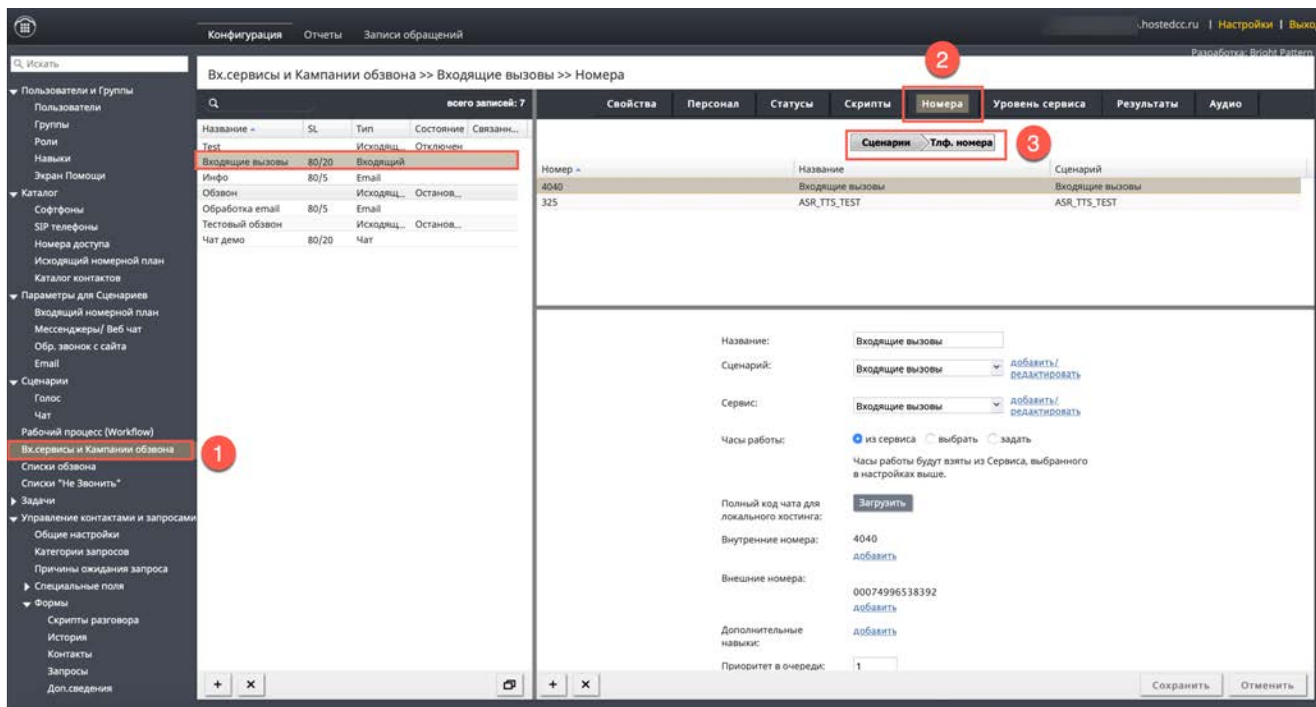 .hostedcc.ru | Настройки | Выхо
Конфигурация Отчеты Записи обращений
Разработка: Bright Pattern
Искать
Вх.сервисы и Кампании обзвона >> Входящие вызовы >> Номера
2
Пользователи и Группы
Пользователи
Группы
Роли
Навыки
Экран Помощи
Каталог
Софтфоны
SIP телефоны
Номера доступа
Исходящий номерной план
Каталог контактов
Параметры для Сценариев
Входящий номерной план
Мессенджеры/ Веб чат
Обр. звонок с сайта
Email
Сценарии
Голос
Чат
Рабочий процесс (Workflow)
Вх.сервисы и Кампании обзвона
1
Списки обзвона
Списки "Не Звонить"
Задачи
Управление контактами и запросами
Общие настройки
Категории запросов
Причины ожидания запроса
Специальные поля
Формы
Скрипты разговора
История
Контакты
Запросы
Доп.сведения
всего записей: 7
Название SL Тип Состояние Связанн...
Test Исходящ... Отключен
Входящие вызовы 80/20 Входящий
Инфо 80/5 Email
Обзвон Исходящ... Останов...
Обработка email 80/5 Email
Тестовый обзвон Исходящ... Останов...
Чат демо 80/20 Чат
+ x
Свойства Персонал Статусы Скрипты Номера Уровень сервиса Результаты Аудио
Сценарии Тлф. номера
3
Номер Название Сценарий
4040 Входящие вызовы Входящие вызовы
325 ASR_TTS_TEST ASR_TTS_TEST
Название: Входящие вызовы
Сценарий: Входящие вызовы добавить/
редактировать
Сервис: Входящие вызовы добавить/
редактировать
Часы работы: из сервиса выбрать задать
Часы работы будут взяты из Сервиса, выбранного
в настройках выше.
Полный код чата для Загрузить
локального хостинга:
Внутренние номера: 4040
добавить
Внешние номера:
00074996538392
добавить
Дополнительные добавить
навыки:
Приоритет в очереди: 1
+ x Сохранить Отменить